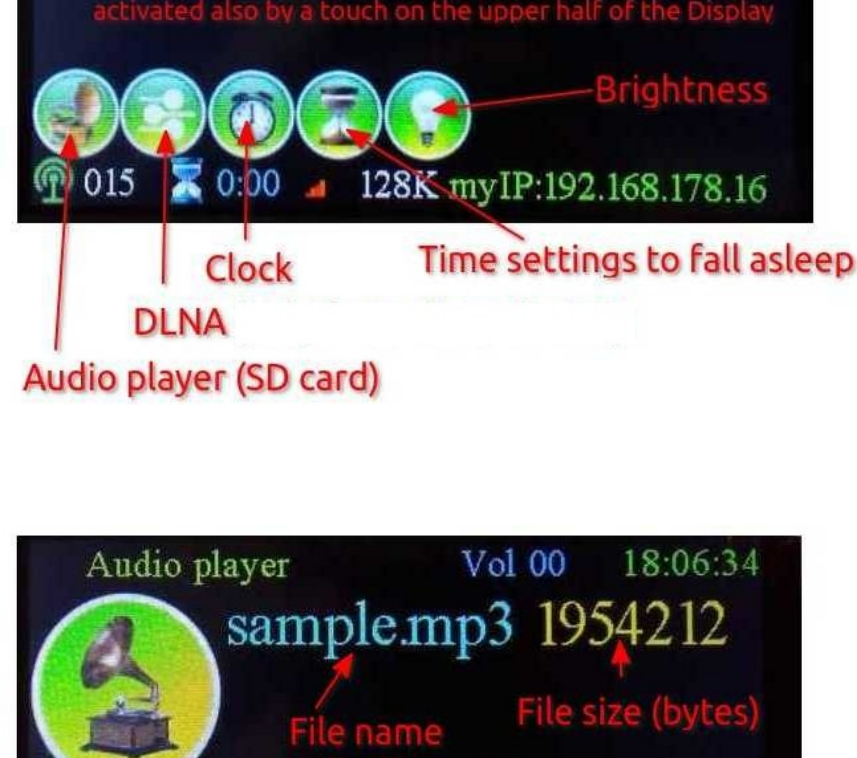 activated also by a touch on the upper half of the Display
Brightness
015 0:00 128K myIP:192.168.178.16
Clock
Time settings to fall asleep
DLNA
Audio player (SD card)
Audio player Vol 00 18:06:34
sample.mp3 1954212
File name
File size (bytes)